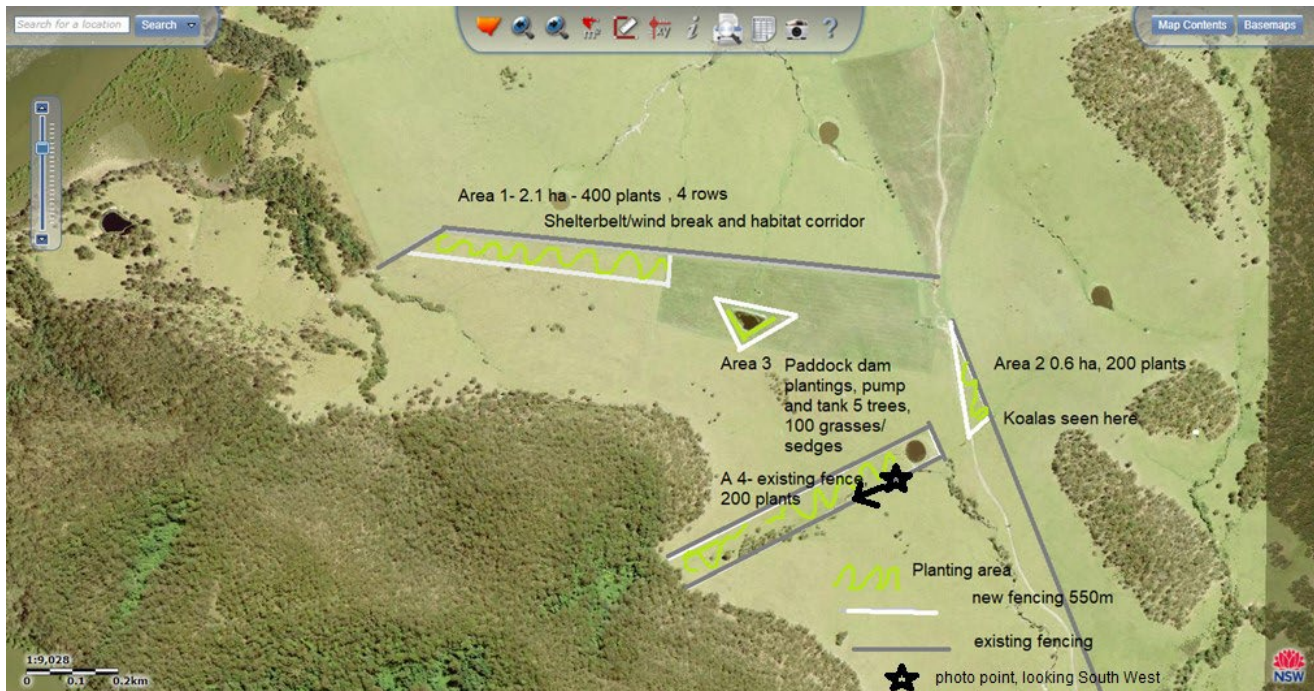 Search for a location
Search
Map Contents
Basemaps
m²
xy
i
?
Area 1- 2.1 ha - 400 plants , 4 rows
Shelterbelt/wind break and habitat corridor
Area 3
Paddock dam
plantings, pump
and tank 5 trees,
100 grasses/
sedges
Area 2 0.6 ha, 200 plants
Koalas seen here
A 4- existing fence,
200 plants
Planting area
new fencing 550m
existing fencing
photo point, looking South West
1:9,028
0 0.1 0.2km
NSW